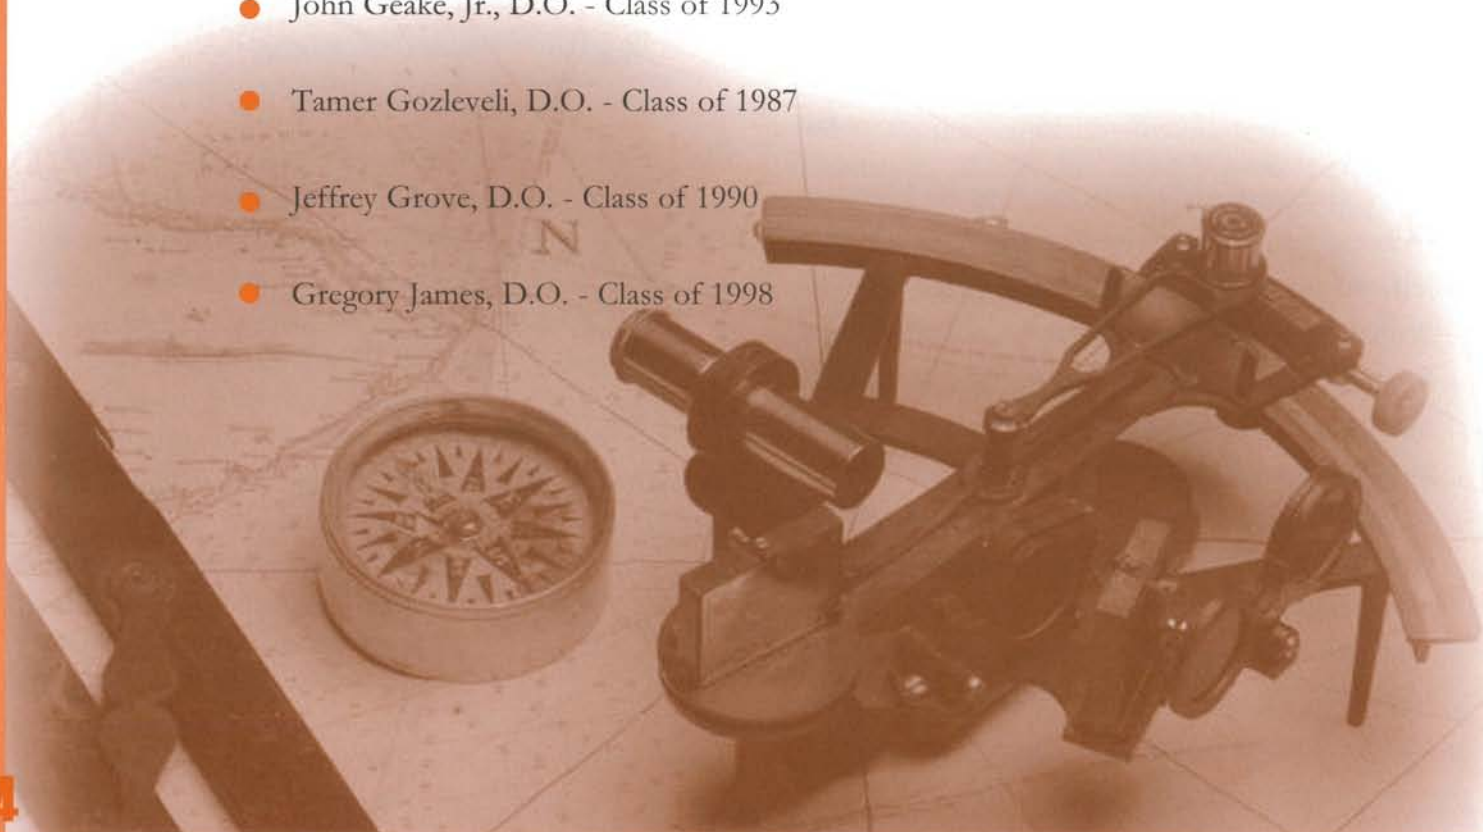 John Geake, Jr., D.O. - Class of 1993
Tamer Gozleveli, D.O. - Class of 1987
Jeffrey Grove, D.O. - Class of 1990
N
Gregory James, D.O. - Class of 1998
4